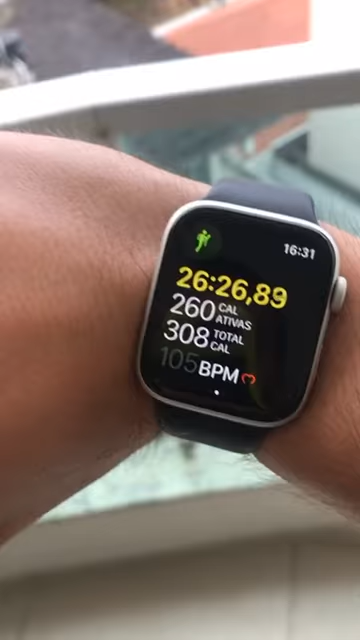 16:31
26:26,89
260 CAL ATIVAS
308 TOTAL CAL
105 BPM